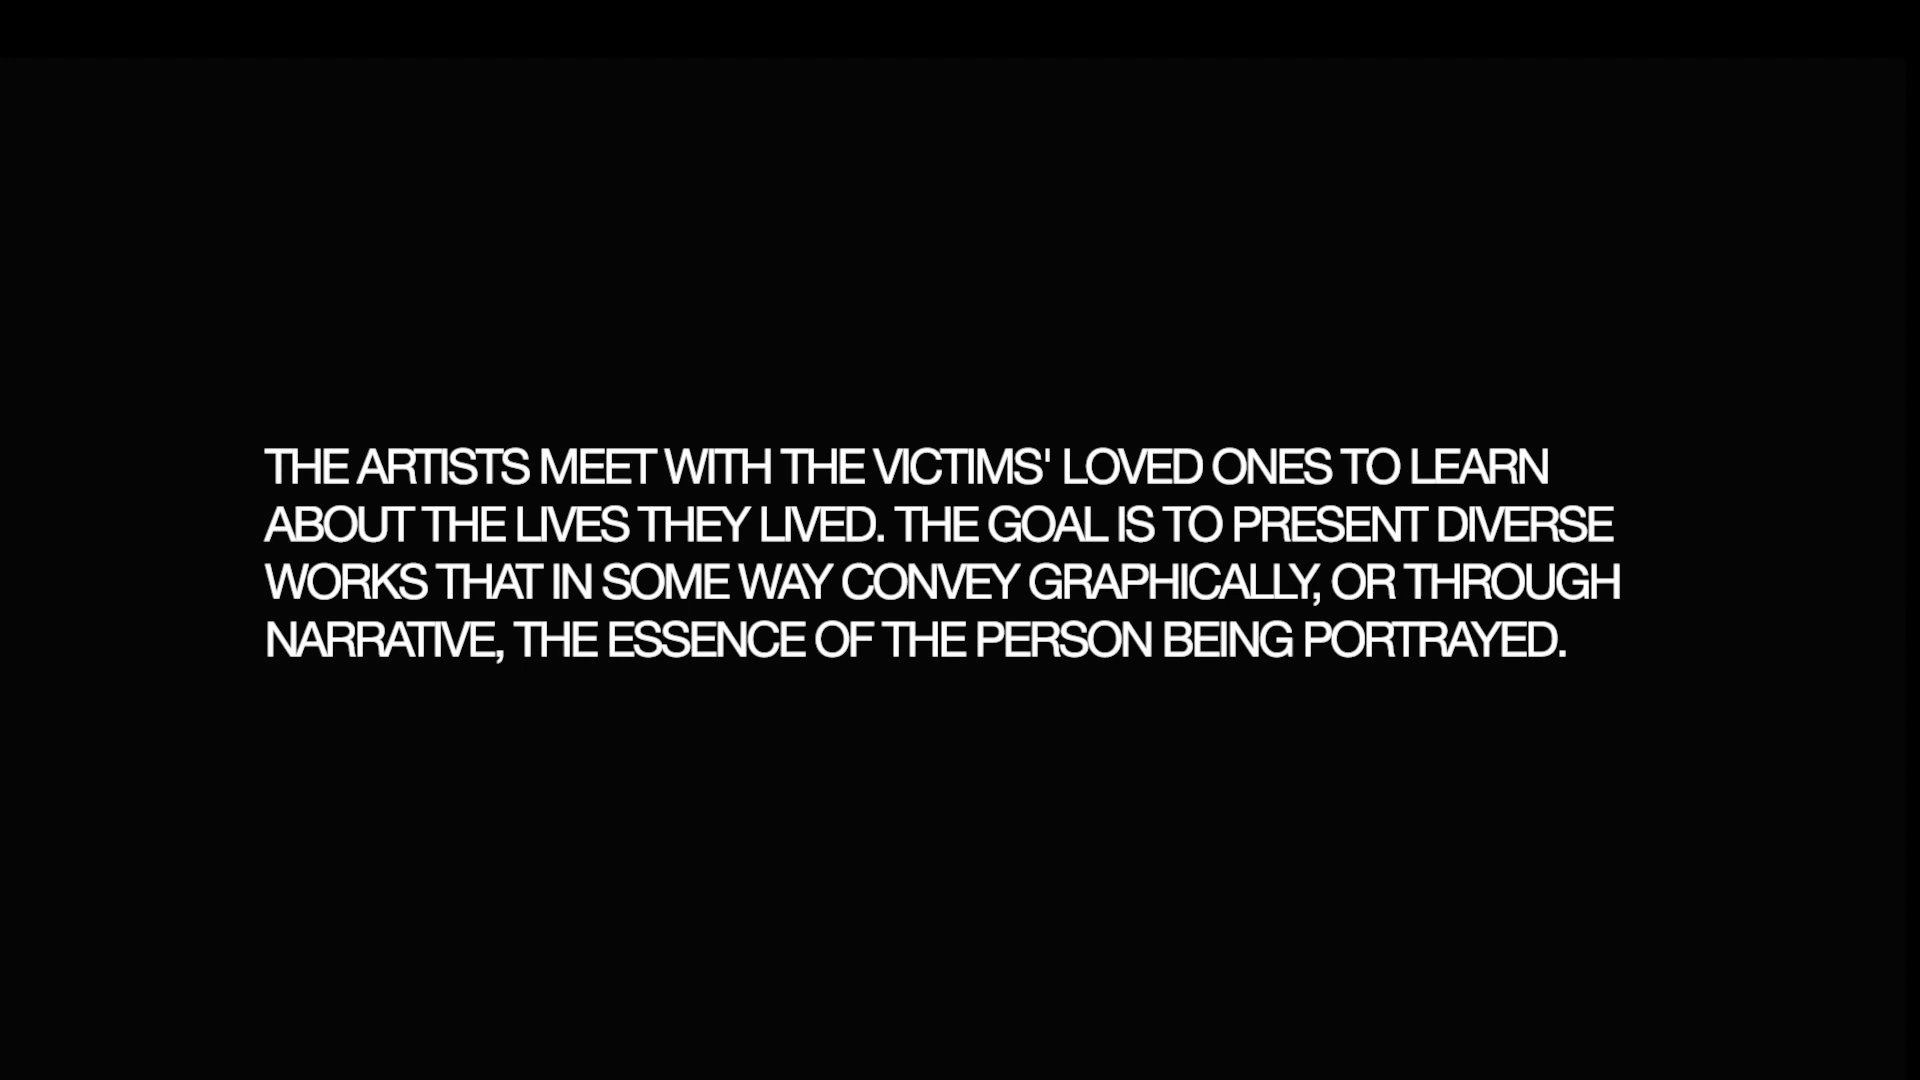 THE ARTISTS MEET WITH THE VICTIMS' LOVED ONES TO LEARN
ABOUT THE LIVES THEY LIVED. THE GOAL IS TO PRESENT DIVERSE
WORKS THAT IN SOME WAY CONVEY GRAPHICALLY, OR THROUGH
NARRATIVE, THE ESSENCE OF THE PERSON BEING PORTRAYED.